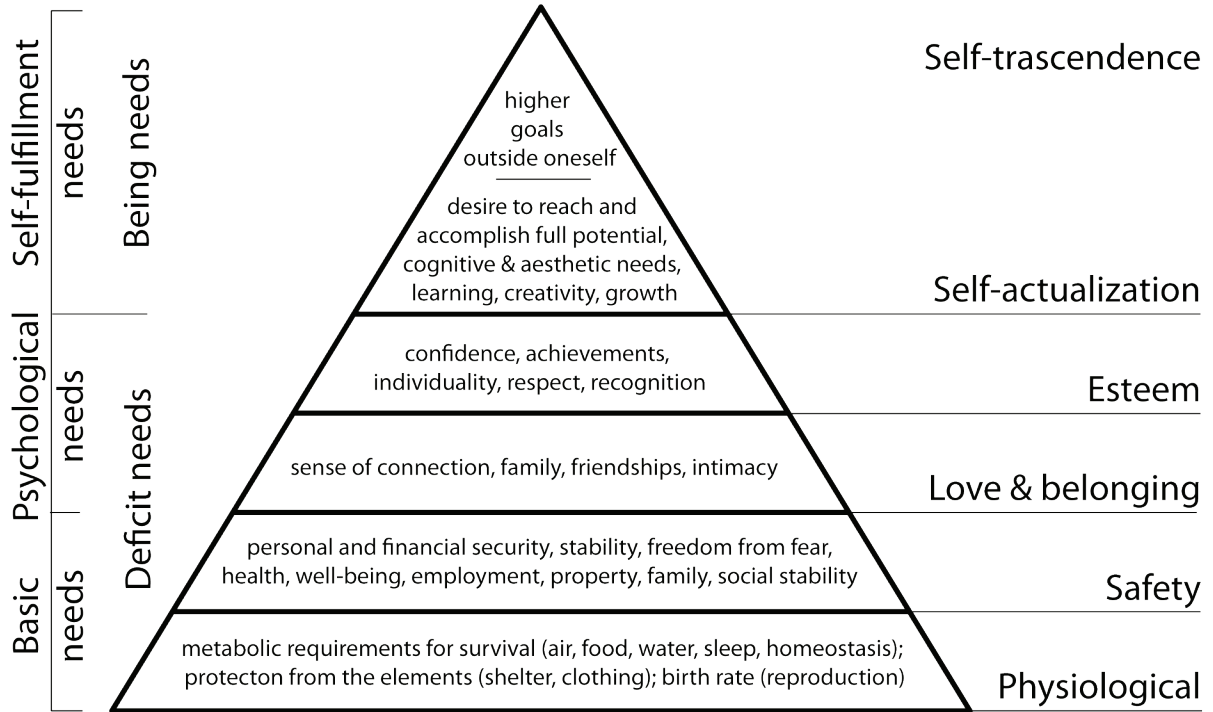 Self-fulfillment
needs
Being needs
Self-trascendence
higher
goals
outside oneself
desire to reach and
accomplish full potential,
cognitive & aesthetic needs,
learning, creativity, growth
Self-actualization
Psychological
needs
Deficit needs
confidence, achievements,
individuality, respect, recognition
Esteem
sense of connection, family, friendships, intimacy
Love & belonging
Basic
needs
personal and financial security, stability, freedom from fear,
health, well-being, employment, property, family, social stability
Safety
metabolic requirements for survival (air, food, water, sleep, homeostasis);
protecton from the elements (shelter, clothing); birth rate (reproduction)
Physiological